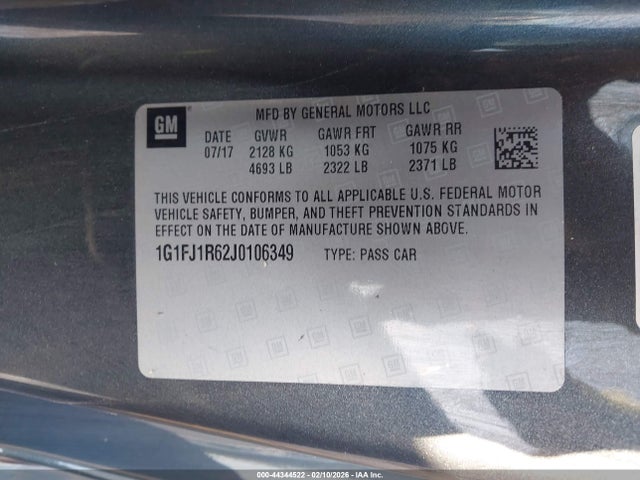 GM
MFD BY GENERAL MOTORS LLC
DATE GVWR GAWR FRT GAWR RR
07/17 2128 KG 1053 KG 1075 KG
4693 LB 2322 LB 2371 LB
THIS VEHICLE CONFORMS TO ALL APPLICABLE U.S. FEDERAL MOTOR
VEHICLE SAFETY, BUMPER, AND THEFT PREVENTION STANDARDS IN
EFFECT ON THE DATE OF MANUFACTURE SHOWN ABOVE.
1G1FJ1R62J0106349 TYPE: PASS CAR
000-44344522 - 02/10/2026 - IAA Inc.